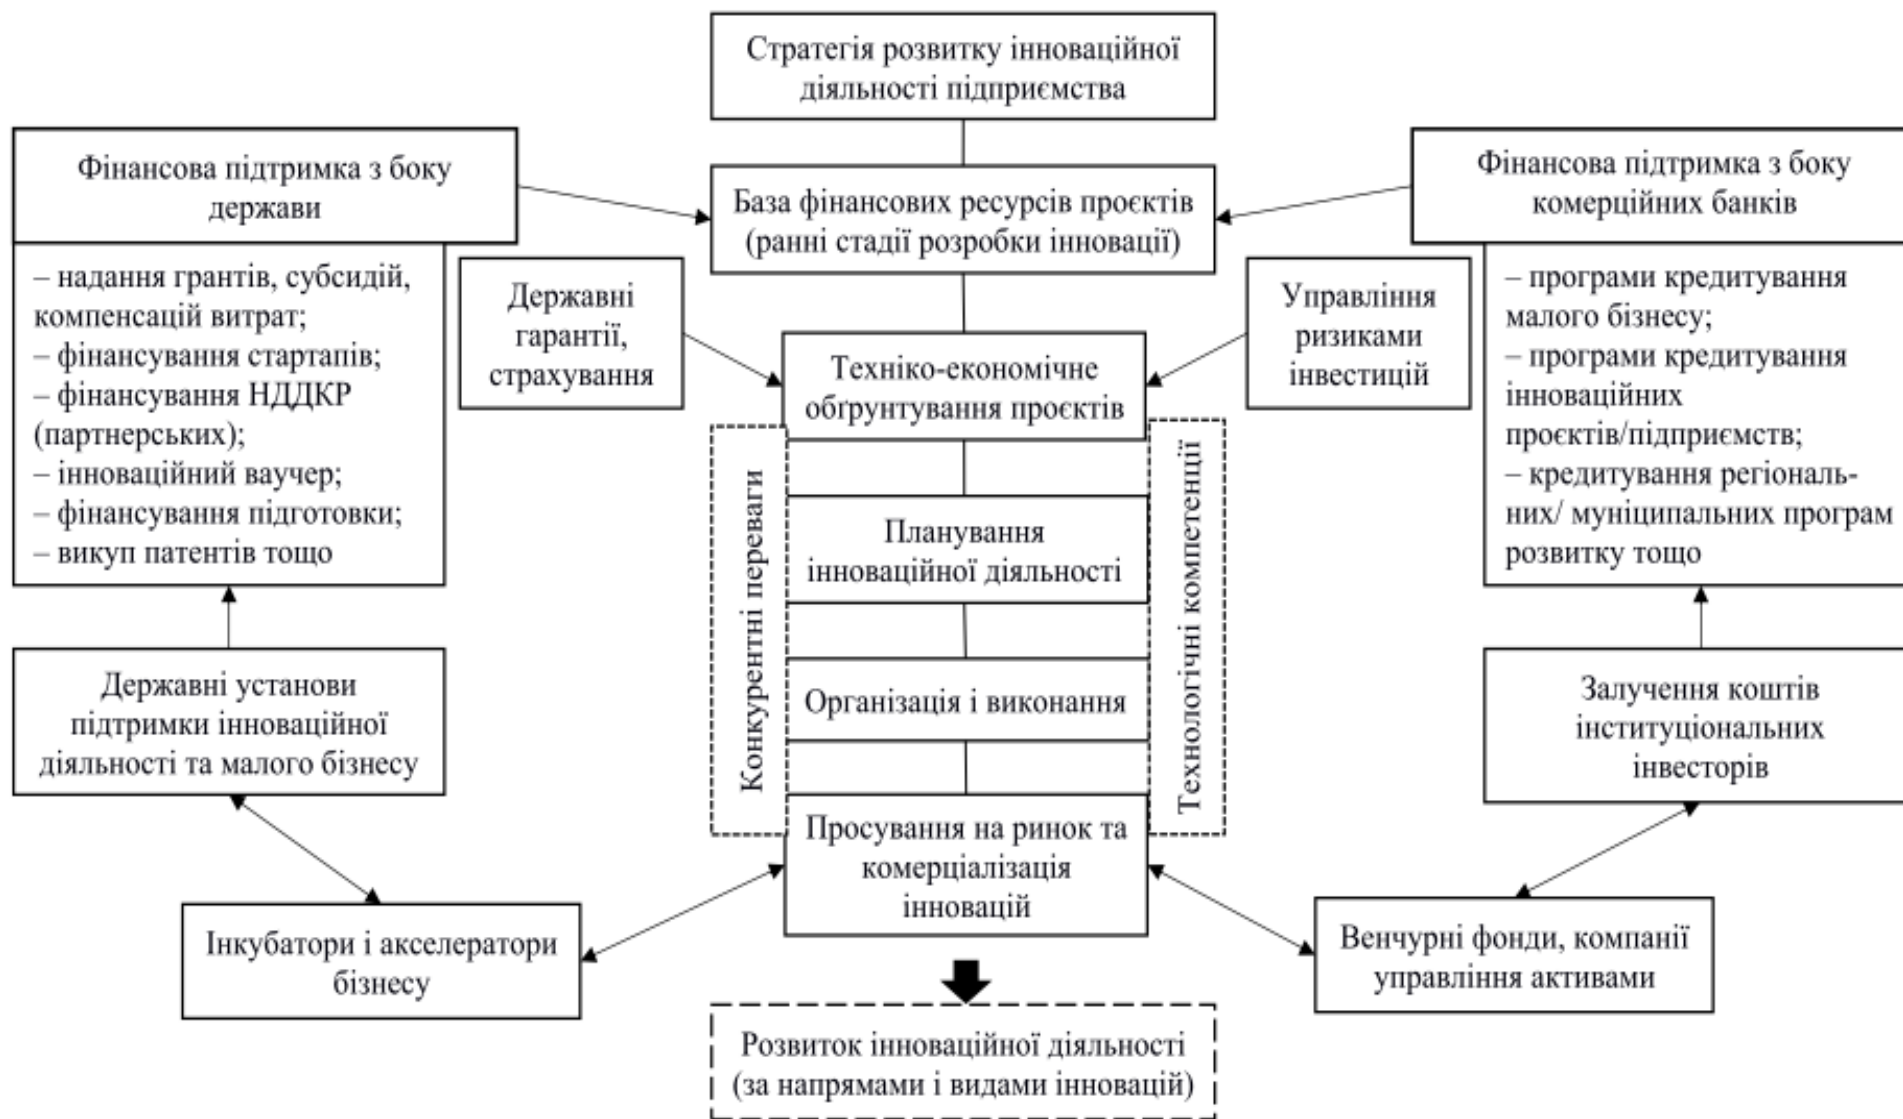 Стратегія розвитку інноваційної
діяльності підприємства
Фінансова підтримка з боку
держави
База фінансових ресурсів проєктів
(ранні стадії розробки інновації)
Фінансова підтримка з боку
комерційних банків
– надання грантів, субсидій,
компенсацій витрат;
– фінансування стартапів;
– фінансування НДДКР
(партнерських);
– інноваційний ваучер;
– фінансування підготовки;
– викуп патентів тощо
Державні
гарантії,
страхування
Техніко-економічне
обґрунтування проєктів
Управління
ризиками
інвестицій
– програми кредитування
малого бізнесу;
– програми кредитування
інноваційних
проєктів/підприємств;
– кредитування регіональ-
них/ муніципальних програм
розвитку тощо
Конкурентні переваги
Планування
інноваційної діяльності
Організація і виконання
Технологічні компетенції
Державні установи
підтримки інноваційної
діяльності та малого бізнесу
Залучення коштів
інституціональних
інвесторів
Просування на ринок та
комерціалізація
інновацій
Інкубатори і акселератори
бізнесу
Венчурні фонди, компанії
управління активами
Розвиток інноваційної діяльності
(за напрямами і видами інновацій)